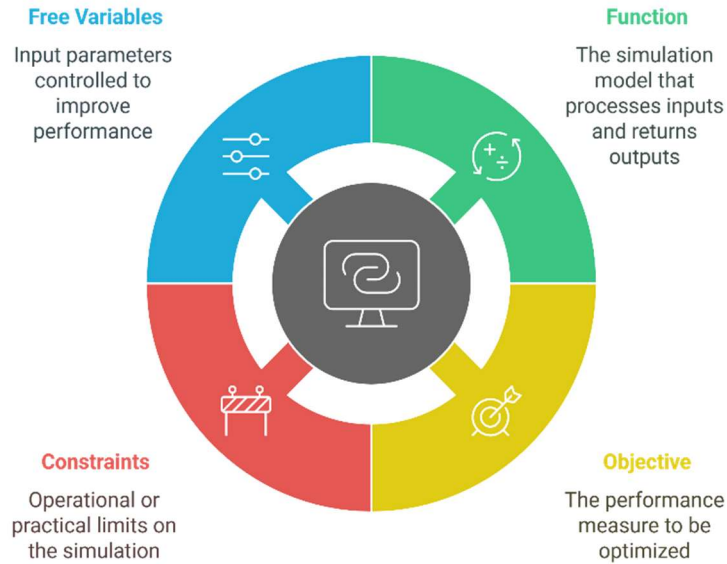 Free Variables
Input parameters
controlled to
improve
performance
Function
The simulation
model that
processes inputs
and returns
outputs
Constraints
Operational or
practical limits on
the simulation
Objective
The performance
measure to be
optimized